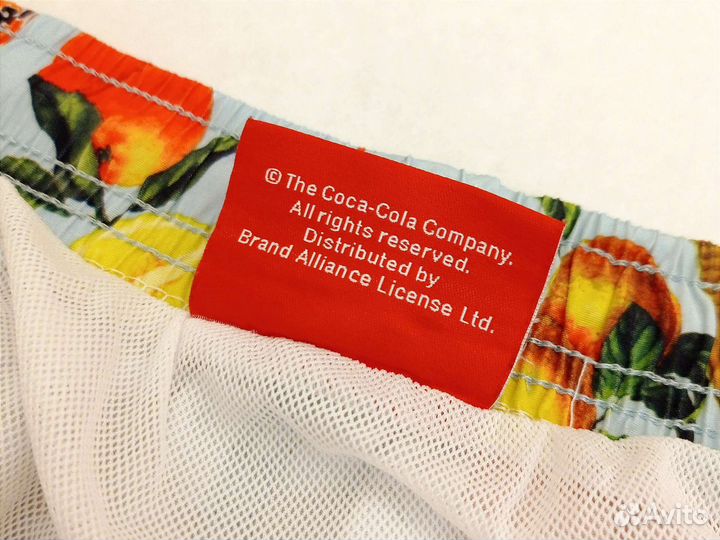 © The Coca-Cola Company.
All rights reserved.
Distributed by
Brand Alliance License Ltd.
Avito